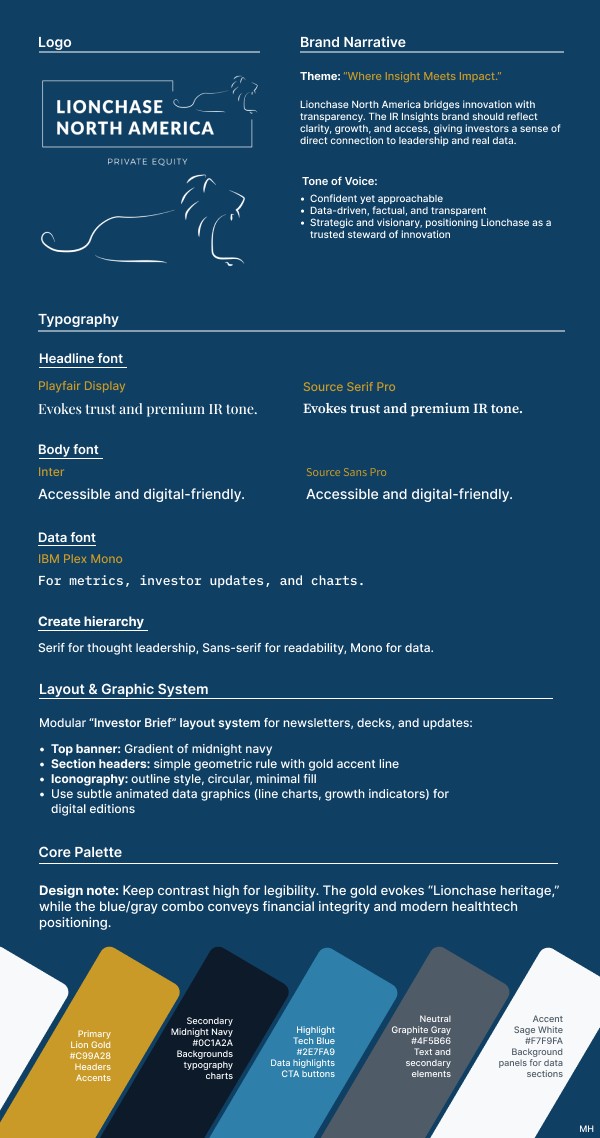 Logo
LIONCHASE
NORTH AMERICA
PRIVATE EQUITY
Brand Narrative
Theme: “Where Insight Meets Impact.”
Lionchase North America bridges innovation with
transparency. The IR Insights brand should reflect
clarity, growth, and access, giving investors a sense of
direct connection to leadership and real data.
Tone of Voice:
• Confident yet approachable
• Data-driven, factual, and transparent
• Strategic and visionary, positioning Lionchase as a
trusted steward of innovation
Typography
Headline font
Playfair Display
Evokes trust and premium IR tone.
Source Serif Pro
Evokes trust and premium IR tone.
Body font
Inter
Accessible and digital-friendly.
Source Sans Pro
Accessible and digital-friendly.
Data font
IBM Plex Mono
For metrics, investor updates, and charts.
Create hierarchy
Serif for thought leadership, Sans-serif for readability, Mono for data.
Layout & Graphic System
Modular “Investor Brief” layout system for newsletters, decks, and updates:
• Top banner: Gradient of midnight navy
• Section headers: simple geometric rule with gold accent line
• Iconography: outline style, circular, minimal fill
• Use subtle animated data graphics (line charts, growth indicators) for
digital editions
Core Palette
Design note: Keep contrast high for legibility. The gold evokes “Lionchase heritage,”
while the blue/gray combo conveys financial integrity and modern healthtech
positioning.
Primary
Lion Gold
#C99A28
Headers
Accents
Secondary
Midnight Navy
#0C1A2A
Backgrounds
typography
charts
Highlight
Tech Blue
#2E7FA9
Data highlights
CTA buttons
Neutral
Graphite Gray
#4F5B66
Text and
secondary
elements
Accent
Sage White
#F7F9FA
Background
panels for data
sections
MH